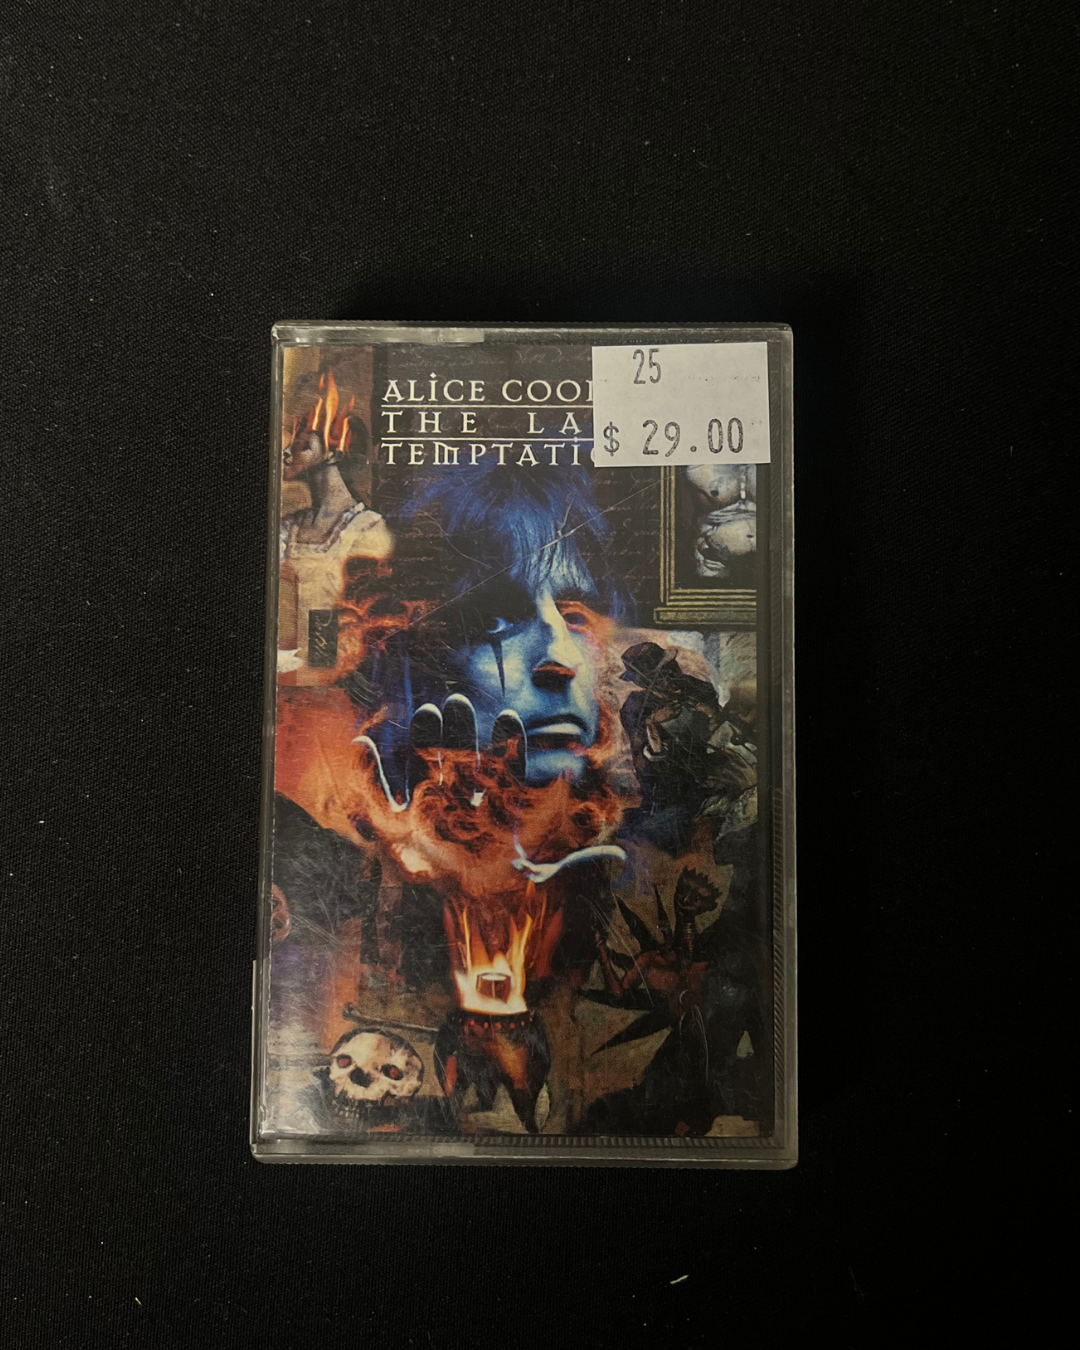 25
$ 29.00
ALiCE COO
THE LA
TEMPTATi